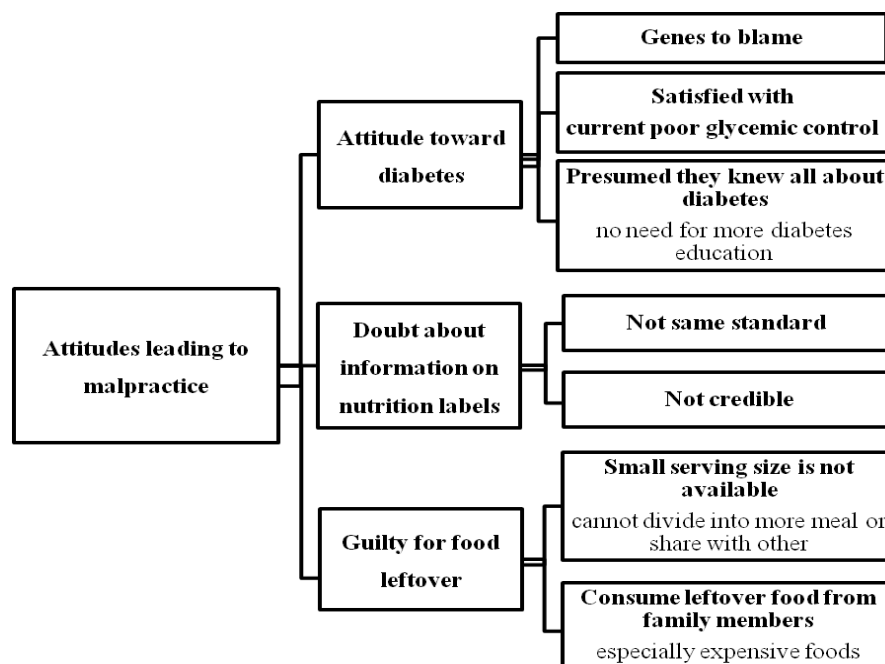 Attitudes leading to
malpractice
Attitude toward
diabetes
Genes to blame
Satisfied with
current poor glycemic control
Presumed they knew all about
diabetes
no need for more diabetes
education
Doubt about
information on
nutrition labels
Not same standard
Not credible
Guilty for food
leftover
Small serving size is not
available
cannot divide into more meal or
share with other
Consume leftover food from
family members
especially expensive foods